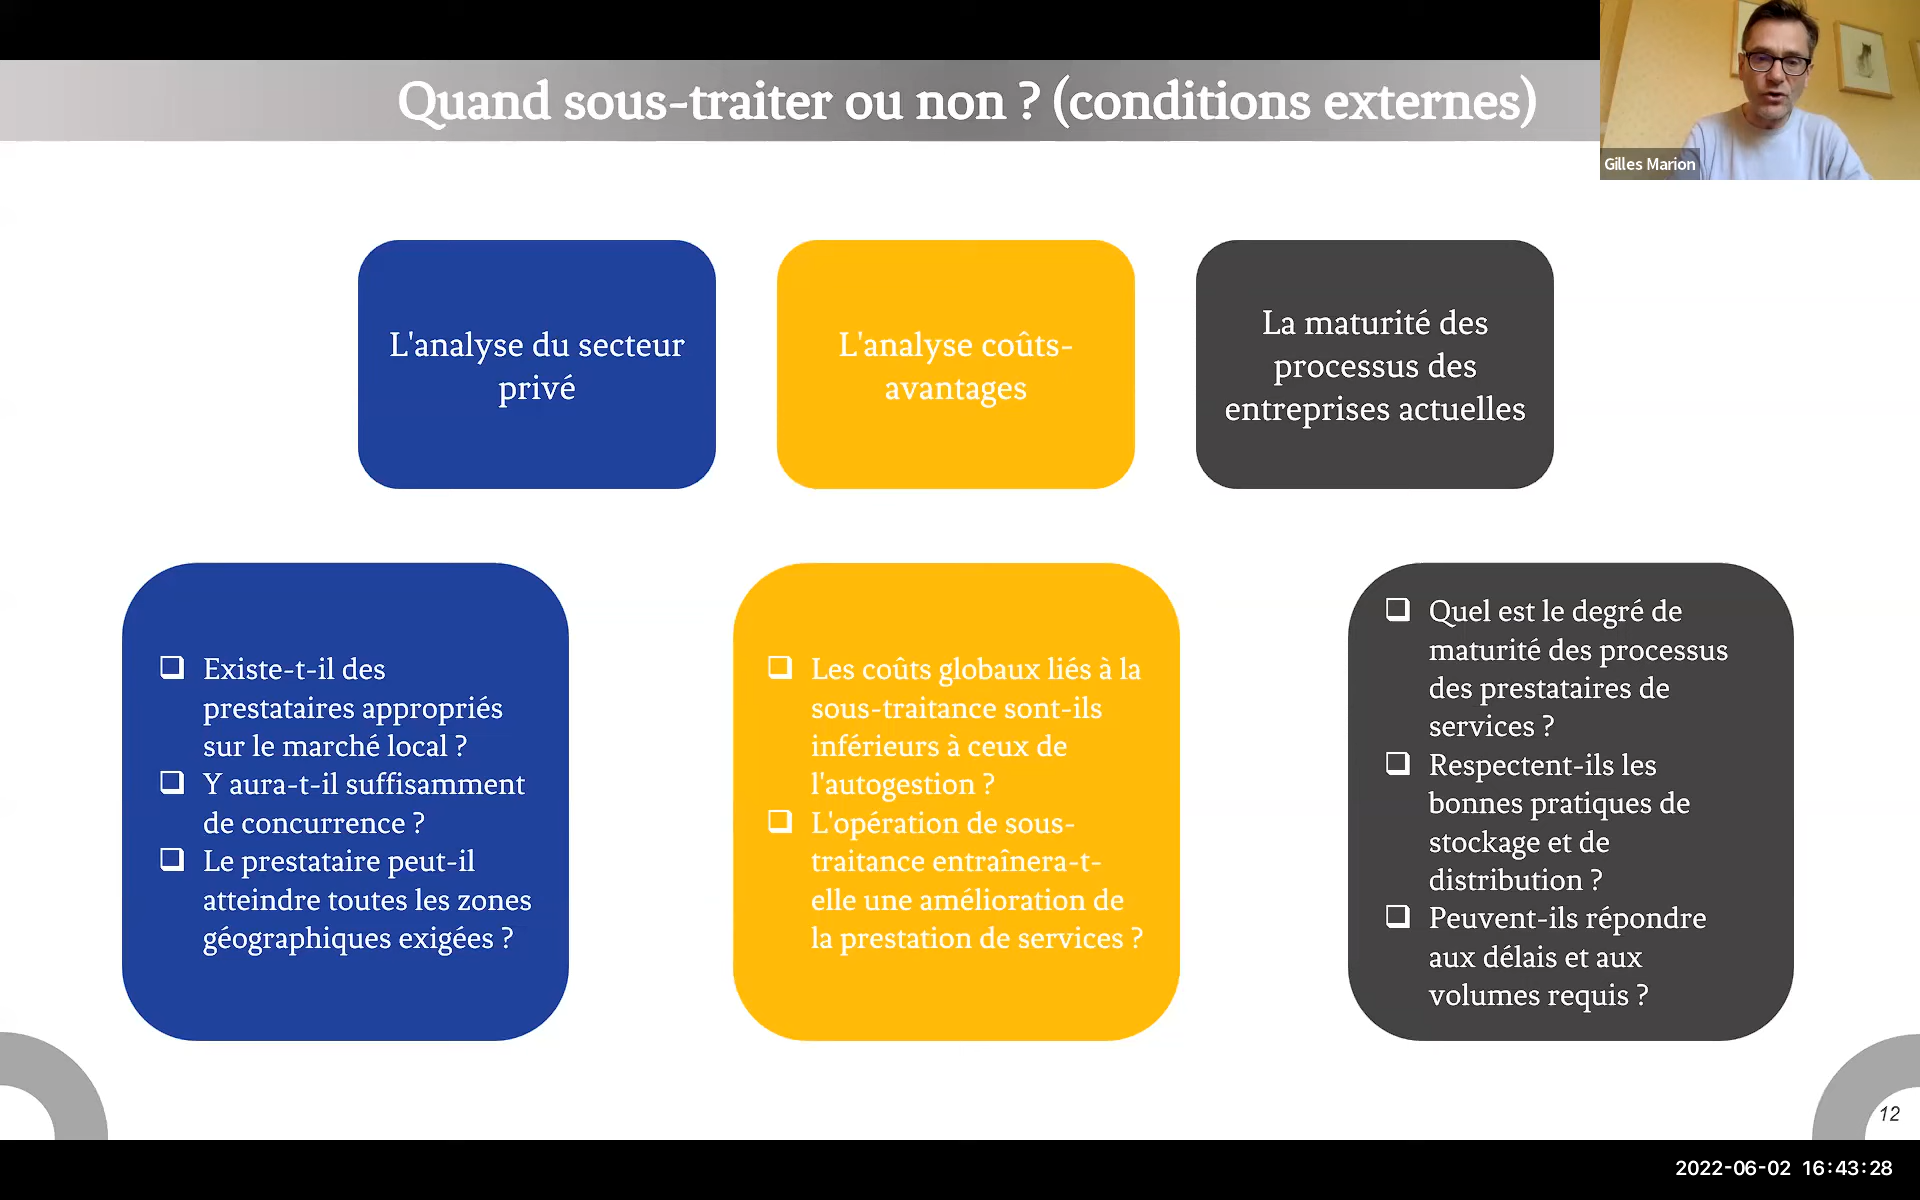 Quand sous-traiter ou non ? (conditions externes)
Gilles Marion
L'analyse du secteur
privé
L'analyse coûts-
avantages
La maturité des
processus des
entreprises actuelles
❑ Existe-t-il des
prestataires appropriés
sur le marché local ?
❑ Y aura-t-il suffisamment
de concurrence ?
❑ Le prestataire peut-il
atteindre toutes les zones
géographiques exigées ?
❑ Les coûts globaux liés à la
sous-traitance sont-ils
inférieurs à ceux de
l'autogestion ?
❑ L'opération de sous-
traitance entraînera-t-
elle une amélioration de
la prestation de services ?
❑ Quel est le degré de
maturité des processus
des prestataires de
services ?
❑ Respectent-ils les
bonnes pratiques de
stockage et de
distribution ?
❑ Peuvent-ils répondre
aux délais et aux
volumes requis ?
12
2022-06-02 16:43:28